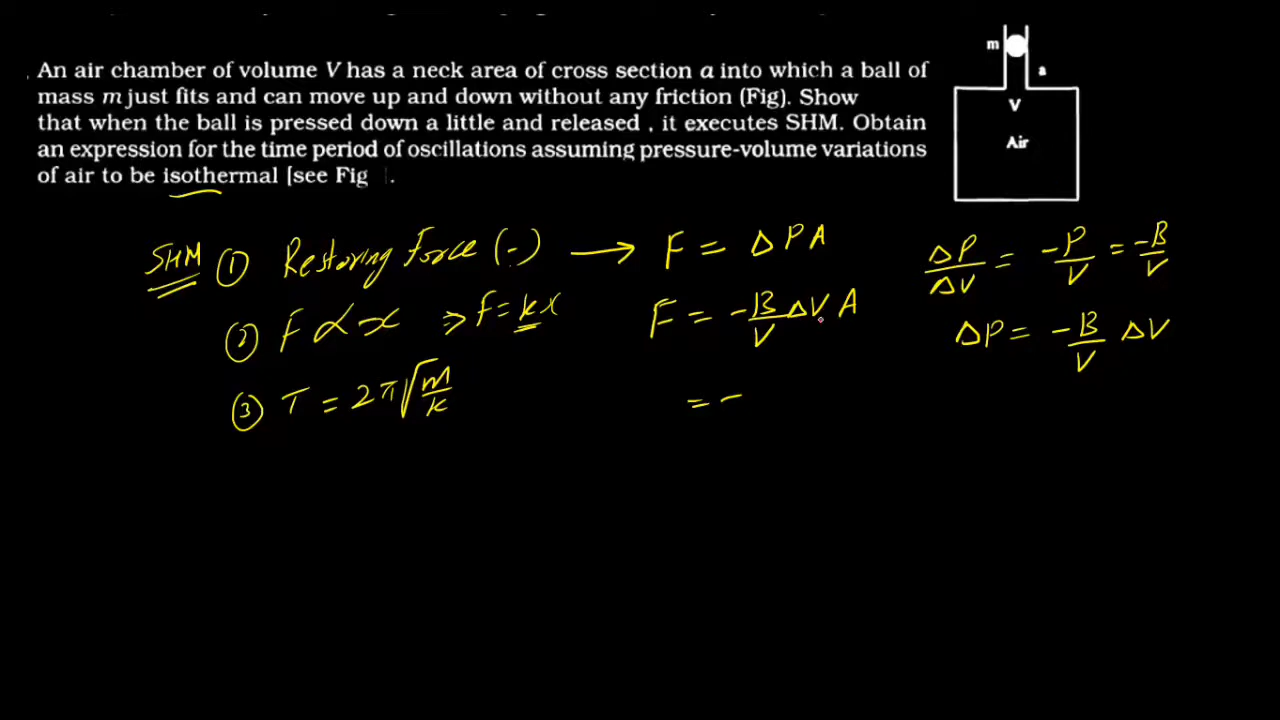 An air chamber of volume V has a neck area of cross section a into which a ball of
mass m just fits and can move up and down without any friction (Fig). Show
that when the ball is pressed down a little and released , it executes SHM. Obtain
an expression for the time period of oscillations assuming pressure-volume variations
of air to be isothermal [see Fig .
m
a
V
Air
SHM ① Restoring force (-) → F = ΔPA
ΔP/ΔV = -P/V = -B/V
② F ∝ x ⇒ F = kx
F = -B/V ΔV A
ΔP = -B/V ΔV
③ T = 2π√m/k
= -